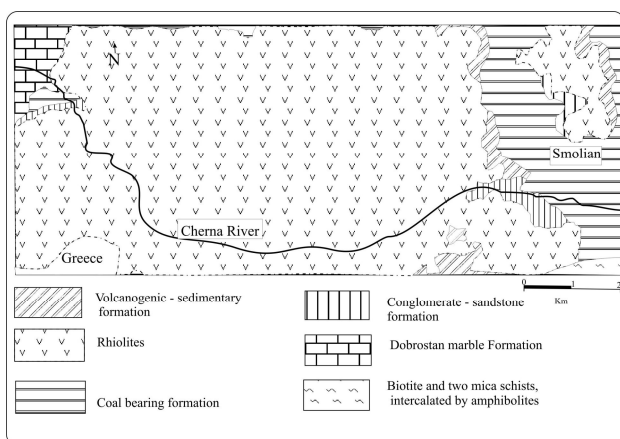 N
Smolian
Cherna River
Greece
0 1 2
Km
Volcanogenic - sedimentary
formation
Conglomerate - sandstone
formation
Rhiolites
Dobrostan marble Formation
Coal bearing formation
Biotite and two mica schists,
intercalated by amphibolites